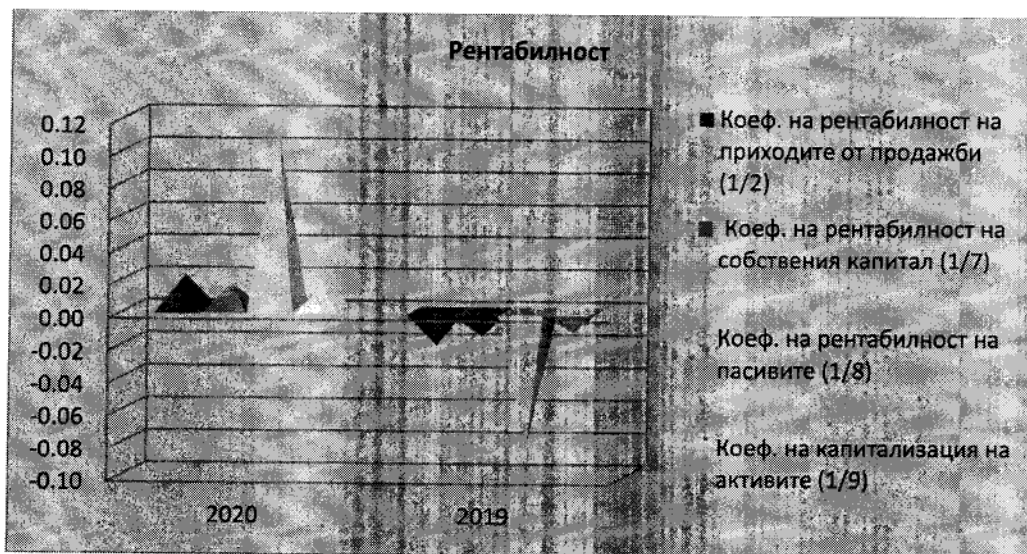 Рентабилност
0.12
0.10
0.08
0.06
0.04
0.02
0.00
-0.02
-0.04
-0.06
-0.08
-0.10
2020 2019
Коеф. на рентабилност на
приходите от продажби
(1/2)
Коеф. на рентабилност на
собствения капитал (1/7)
Коеф. на рентабилност на
пасивите (1/8)
Коеф. на капитализация на
активите (1/9)